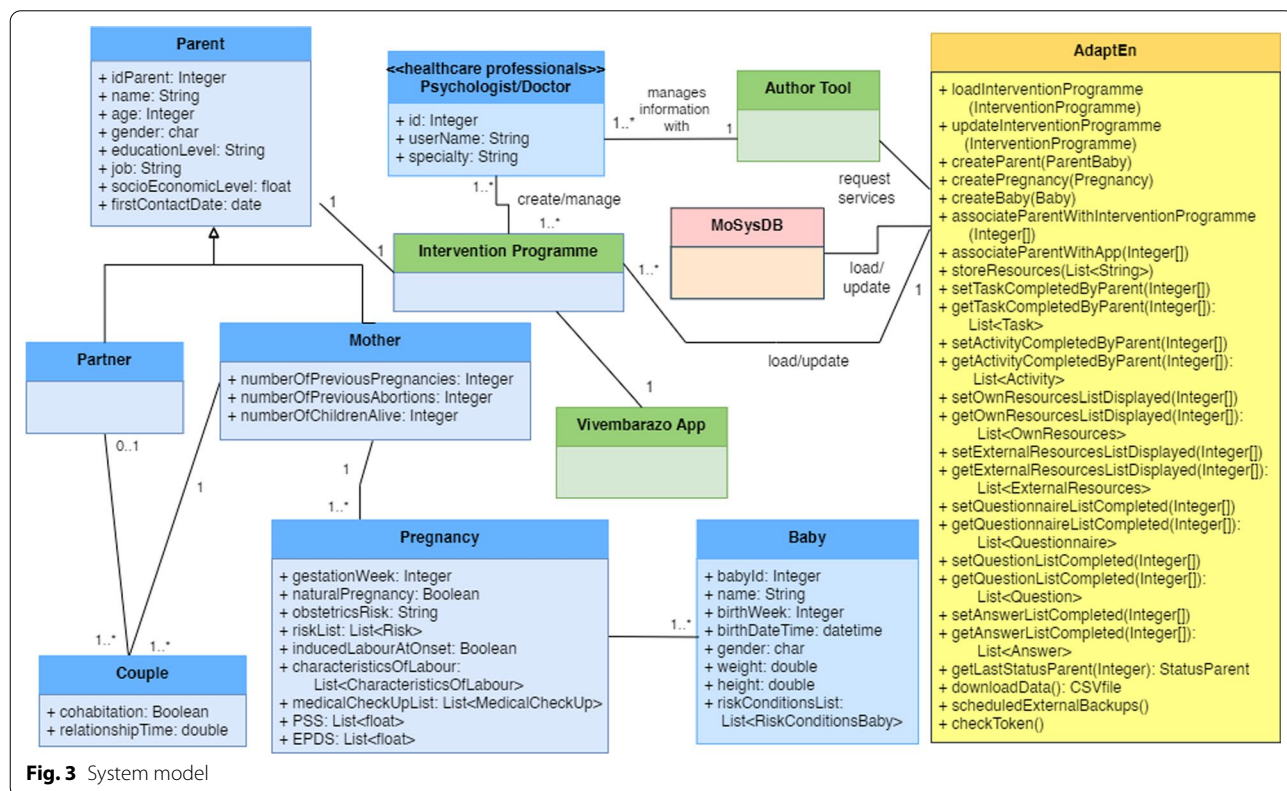 Parent
+ idParent: Integer
+ name: String
+ age: Integer
+ gender: char
+ educationLevel: String
+ job: String
+ socioEconomicLevel: float
+ firstContactDate: date
<<healthcare professionals>>
Psychologist/Doctor
+ id: Integer
+ userName: String
+ specialty: String
manages
information
with
1..*
1
Author Tool
request
services
1..*
create/manage
1..*
1
1
Intervention Programme
1..*
MoSysDB
load/
update
1
load/update
1
Vivembarazo App
Partner
Mother
+ numberOfPreviousPregnancies: Integer
+ numberOfPreviousAbortions: Integer
+ numberOfChildrenAlive: Integer
0..1
1
1
1..*
1..*
1..*
Couple
+ cohabitation: Boolean
+ relationshipTime: double
Pregnancy
+ gestationWeek: Integer
+ naturalPregnancy: Boolean
+ obstetricsRisk: String
+ riskList: List<Risk>
+ inducedLabourAtOnset: Boolean
+ characteristicsOfLabour:
List<CharacteristicsOfLabour>
+ medicalCheckUpList: List<MedicalCheckUp>
+ PSS: List<float>
+ EPDS: List<float>
1..*
Baby
+ babyId: Integer
+ name: String
+ birthWeek: Integer
+ birthDateTime: datetime
+ gender: char
+ weight: double
+ height: double
+ riskConditionsList:
List<RiskConditionsBaby>
AdaptEn
+ loadInterventionProgramme
(InterventionProgramme)
+ updateInterventionProgramme
(InterventionProgramme)
+ createParent(ParentBaby)
+ createPregnancy(Pregnancy)
+ createBaby(Baby)
+ associateParentWithInterventionProgramme
(Integer[])
+ associateParentWithApp(Integer[])
+ storeResources(List<String>)
+ setTaskCompletedByParent(Integer[])
+ getTaskCompletedByParent(Integer[]):
List<Task>
+ setActivityCompletedByParent(Integer[])
+ getActivityCompletedByParent(Integer[]):
List<Activity>
+ setOwnResourcesListDisplayed(Integer[])
+ getOwnResourcesListDisplayed(Integer[]):
List<OwnResources>
+ setExternalResourcesListDisplayed(Integer[])
+ getExternalResourcesListDisplayed(Integer[]):
List<ExternalResources>
+ setQuestionnaireListCompleted(Integer[])
+ getQuestionnaireListCompleted(Integer[]):
List<Questionnaire>
+ setQuestionListCompleted(Integer[])
+ getQuestionListCompleted(Integer[]):
List<Question>
+ setAnswerListCompleted(Integer[])
+ getAnswerListCompleted(Integer[]):
List<Answer>
+ getLastStatusParent(Integer): StatusParent
+ downloadData(): CSVfile
+ scheduledExternalBackups()
+ checkToken()
Fig. 3 System model